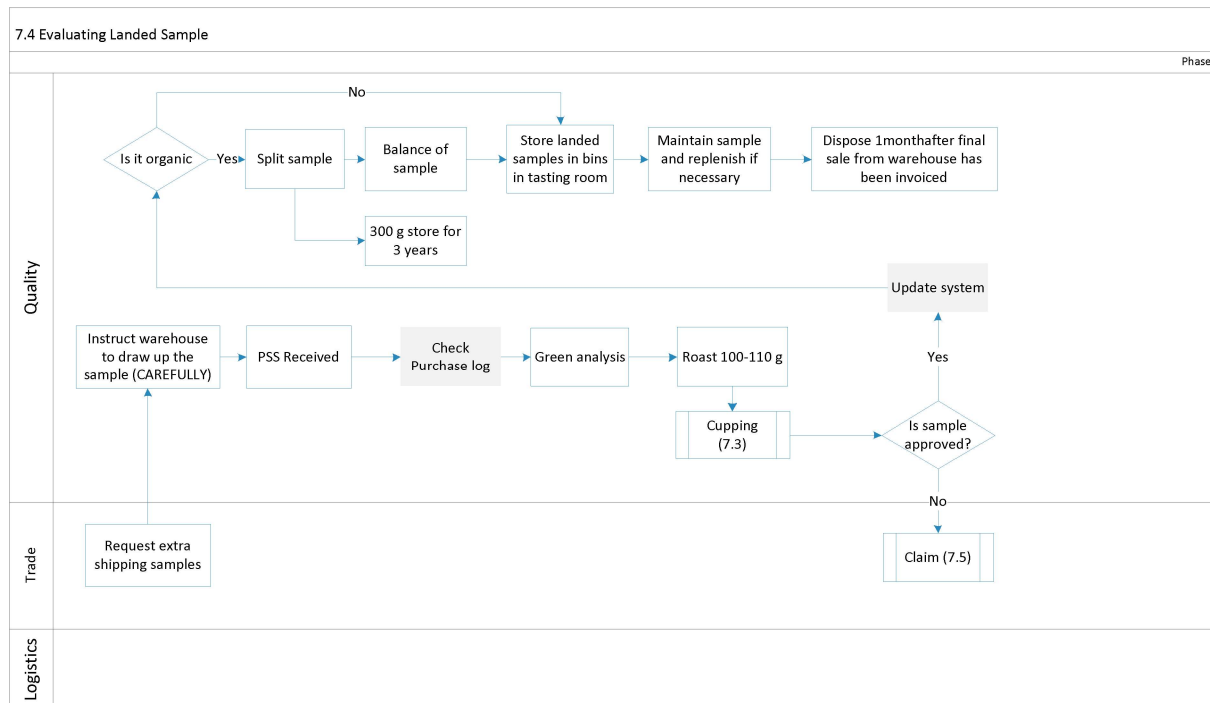 7.4 Evaluating Landed Sample
Phase
Quality
No
Is it organic
Yes
Split sample
Balance of
sample
Store landed
samples in bins
in tasting room
Maintain sample
and replenish if
necessary
Dispose 1monthafter final
sale from warehouse has
been invoiced
300 g store for
3 years
Update system
Instruct warehouse
to draw up the
sample (CAREFULLY)
PSS Received
Check
Purchase log
Green analysis
Roast 100-110 g
Yes
Cupping
(7.3)
Is sample
approved?
No
Trade
Request extra
shipping samples
Claim (7.5)
Logistics